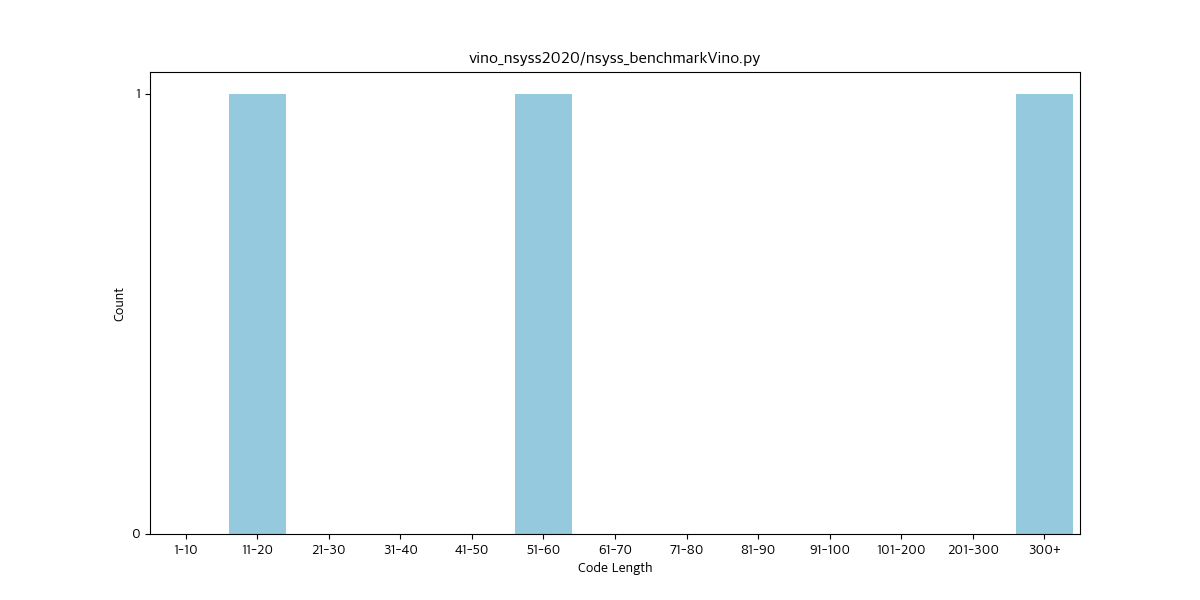 vino_nsyss2020/nsyss_benchmarkVino.py
1
Count
0
1-10 11-20 21-30 31-40 41-50 51-60 61-70 71-80 81-90 91-100 101-200 201-300 300+
Code Length